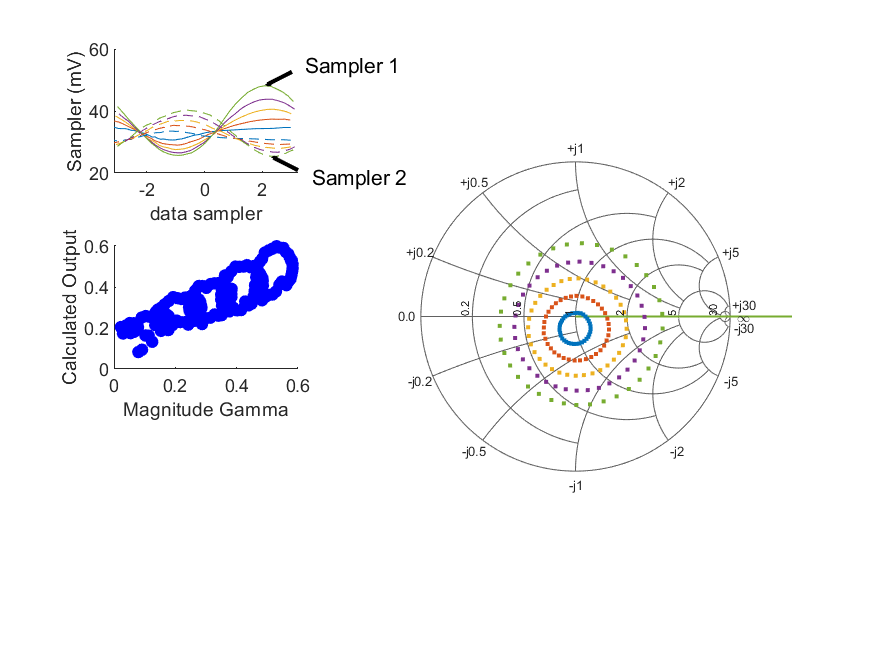 60
40
20
Sampler (mV)
-2
0
2
data sampler
Sampler 1
Sampler 2
0.6
0.4
0.2
0
Calculated Output
0
0.2
0.4
0.6
Magnitude Gamma
+j1
+j0.5
+j2
+j0.2
+j5
+j30
0.0
0.2
0.5
1
2
5
30
∞
-j30
-j0.2
-j5
-j0.5
-j2
-j1